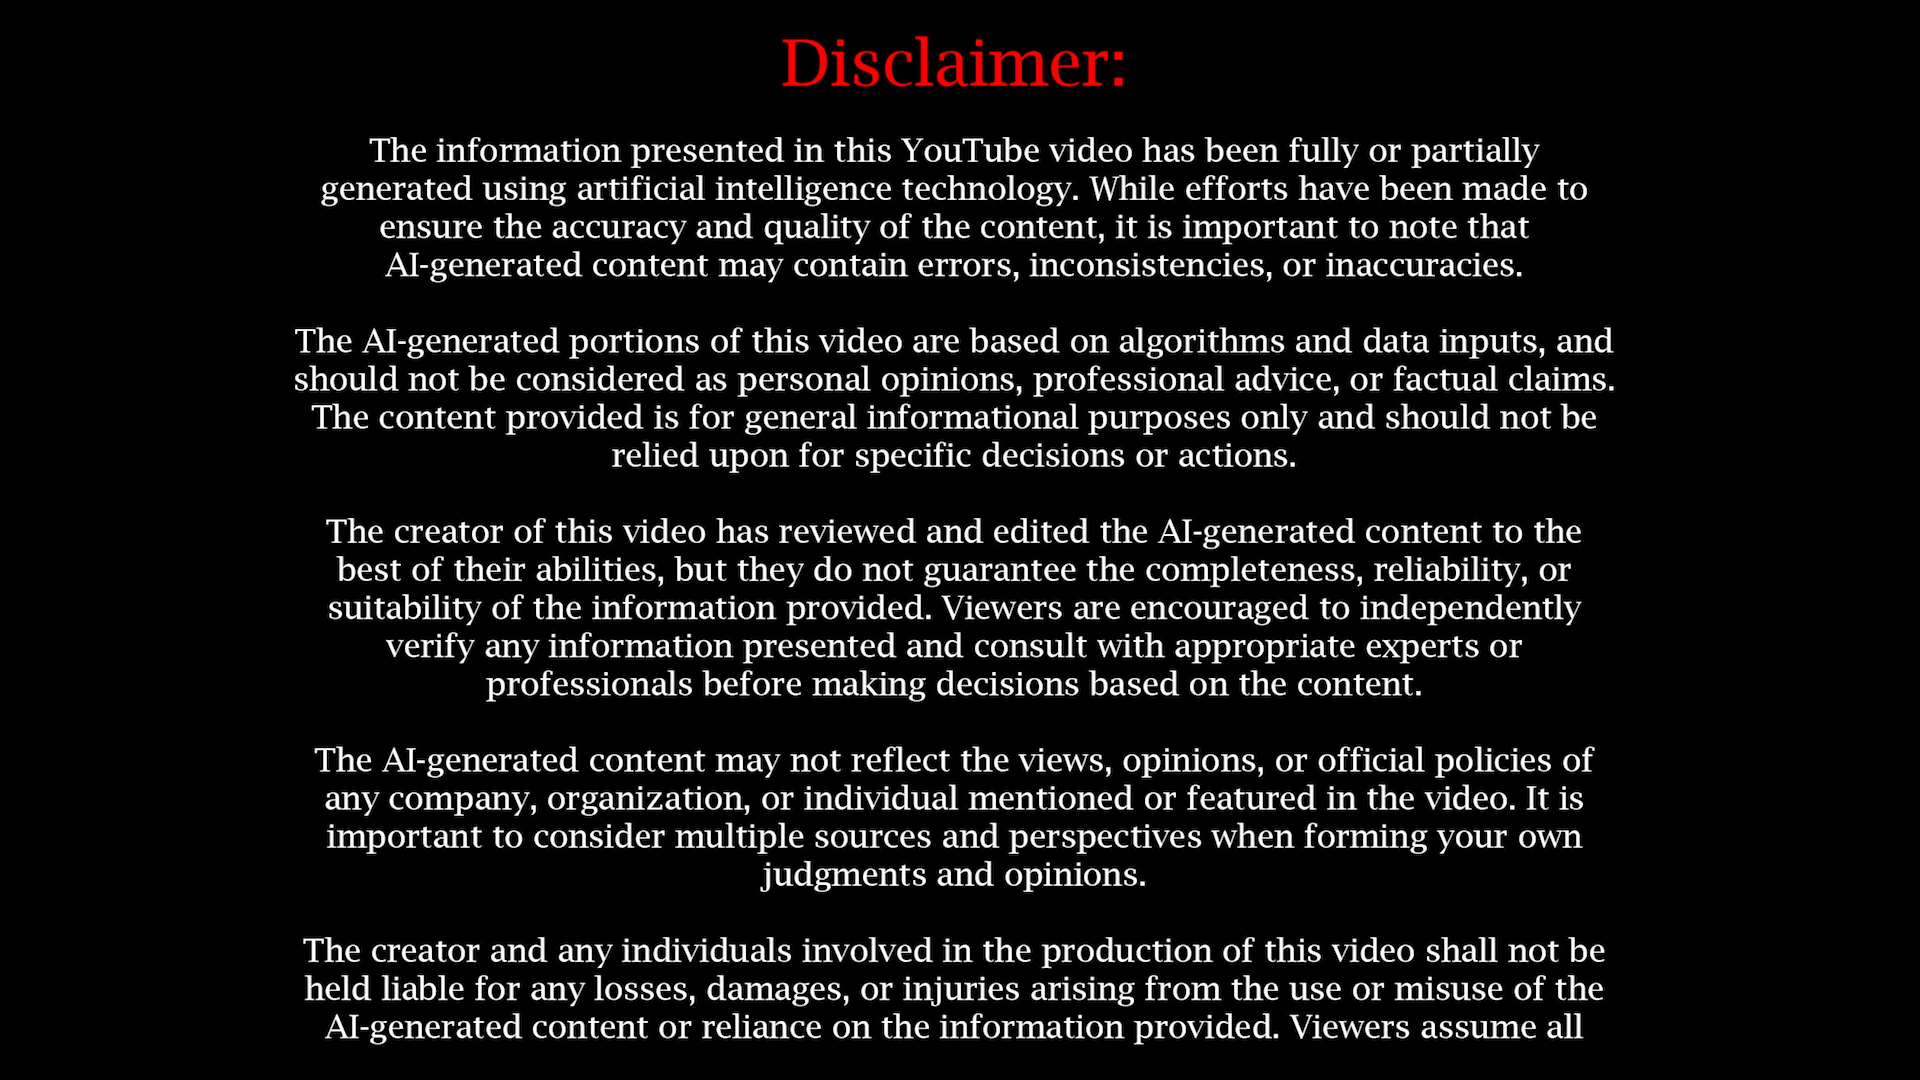 Disclaimer:
The information presented in this YouTube video has been fully or partially
generated using artificial intelligence technology. While efforts have been made to
ensure the accuracy and quality of the content, it is important to note that
AI-generated content may contain errors, inconsistencies, or inaccuracies.
The AI-generated portions of this video are based on algorithms and data inputs, and
should not be considered as personal opinions, professional advice, or factual claims.
The content provided is for general informational purposes only and should not be
relied upon for specific decisions or actions.
The creator of this video has reviewed and edited the AI-generated content to the
best of their abilities, but they do not guarantee the completeness, reliability, or
suitability of the information provided. Viewers are encouraged to independently
verify any information presented and consult with appropriate experts or
professionals before making decisions based on the content.
The AI-generated content may not reflect the views, opinions, or official policies of
any company, organization, or individual mentioned or featured in the video. It is
important to consider multiple sources and perspectives when forming your own
judgments and opinions.
The creator and any individuals involved in the production of this video shall not be
held liable for any losses, damages, or injuries arising from the use or misuse of the
AI-generated content or reliance on the information provided. Viewers assume all